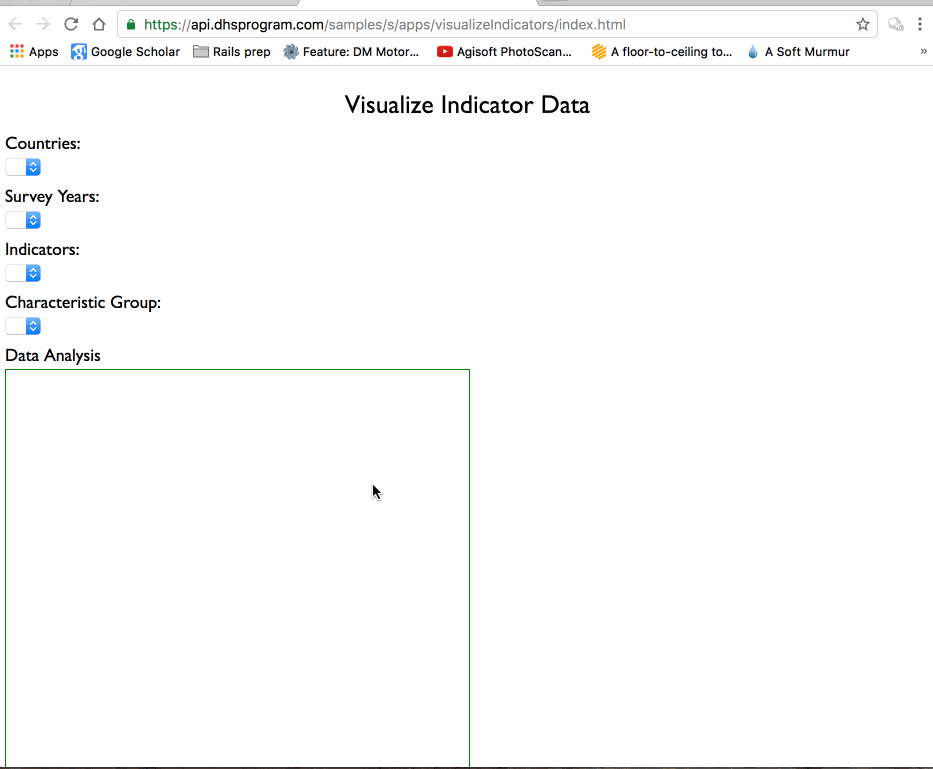 https://api.dhsprogram.com/samples/s/apps/visualizeIndicators/index.html
Apps Google Scholar Rails prep Feature: DM Motor... Agisoft PhotoScan... A floor-to-ceiling to... A Soft Murmur »
Visualize Indicator Data
Countries:
Survey Years:
Indicators:
Characteristic Group:
Data Analysis